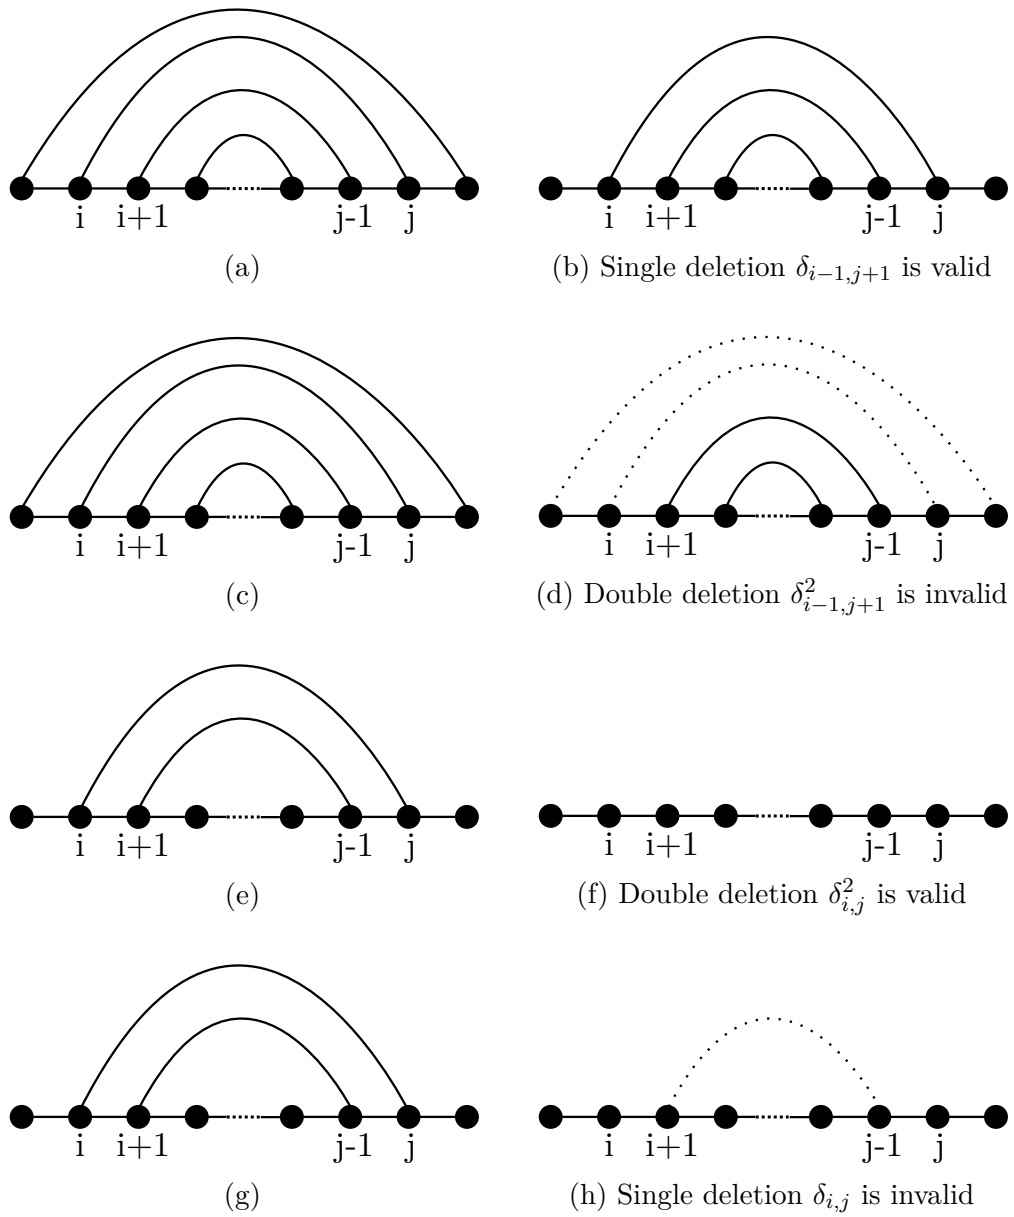 i i+1 j-1 j i i+1 j-1 j
(a) (b) Single deletion δ_{i−1,j+1} is valid
i i+1 j-1 j i i+1 j-1 j
(c) (d) Double deletion δ²_{i−1,j+1} is invalid
i i+1 j-1 j i i+1 j-1 j
(e) (f) Double deletion δ²_{i,j} is valid
i i+1 j-1 j i i+1 j-1 j
(g) (h) Single deletion δ_{i,j} is invalid